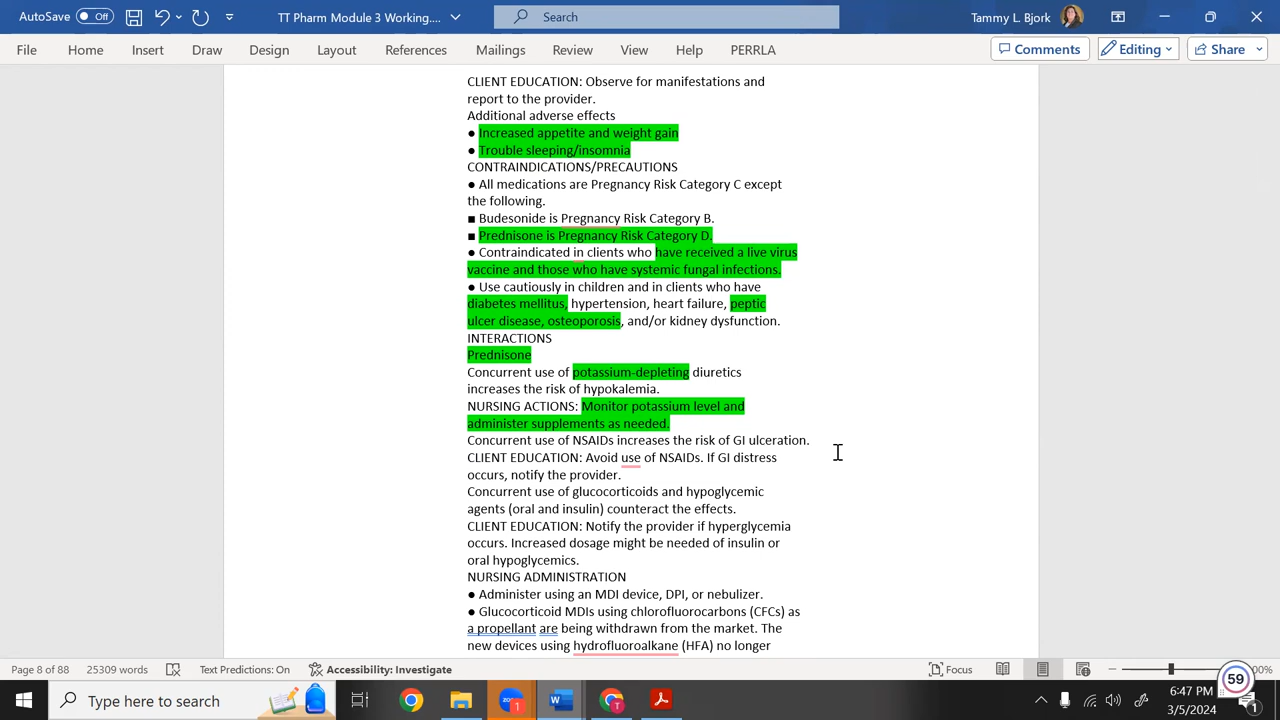 AutoSave Off TT Pharm Module 3 Working.... Search Tammy L. Bjork
File Home Insert Draw Design Layout References Mailings Review View Help PERRLA Comments Editing Share
CLIENT EDUCATION: Observe for manifestations and
report to the provider.
Additional adverse effects
● Increased appetite and weight gain
● Trouble sleeping/insomnia
CONTRAINDICATIONS/PRECAUTIONS
● All medications are Pregnancy Risk Category C except
the following.
■ Budesonide is Pregnancy Risk Category B.
■ Prednisone is Pregnancy Risk Category D.
● Contraindicated in clients who have received a live virus
vaccine and those who have systemic fungal infections.
● Use cautiously in children and in clients who have
diabetes mellitus, hypertension, heart failure, peptic
ulcer disease, osteoporosis, and/or kidney dysfunction.
INTERACTIONS
Prednisone
Concurrent use of potassium-depleting diuretics
increases the risk of hypokalemia.
NURSING ACTIONS: Monitor potassium level and
administer supplements as needed.
Concurrent use of NSAIDs increases the risk of GI ulceration.
CLIENT EDUCATION: Avoid use of NSAIDs. If GI distress
occurs, notify the provider.
Concurrent use of glucocorticoids and hypoglycemic
agents (oral and insulin) counteract the effects.
CLIENT EDUCATION: Notify the provider if hyperglycemia
occurs. Increased dosage might be needed of insulin or
oral hypoglycemics.
NURSING ADMINISTRATION
● Administer using an MDI device, DPI, or nebulizer.
● Glucocorticoid MDIs using chlorofluorocarbons (CFCs) as
a propellant are being withdrawn from the market. The
new devices using hydrofluoroalkane (HFA) no longer
Page 8 of 88 25309 words Text Predictions: On Accessibility: Investigate Focus
59
Type here to search
6:47 PM
3/5/2024